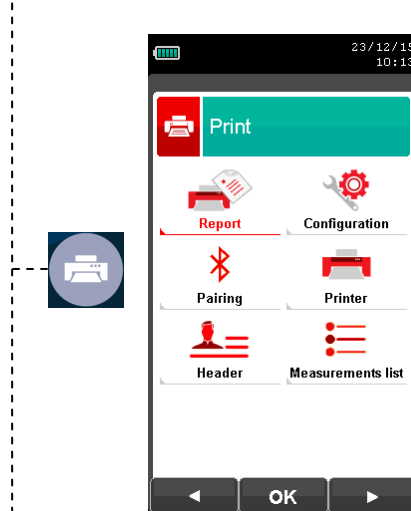 23/12/15
10:13
Print
Report
Configuration
Pairing
Printer
Header
Measurements list
OK